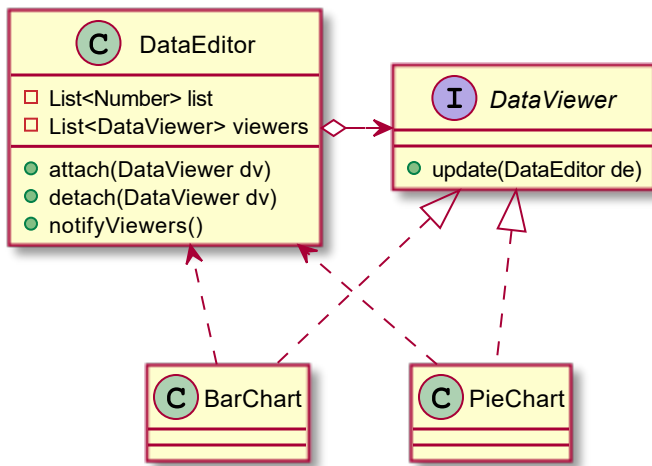 C DataEditor
List<Number> list
List<DataViewer> viewers
attach(DataViewer dv)
detach(DataViewer dv)
notifyViewers()
I DataViewer
update(DataEditor de)
C BarChart
C PieChart